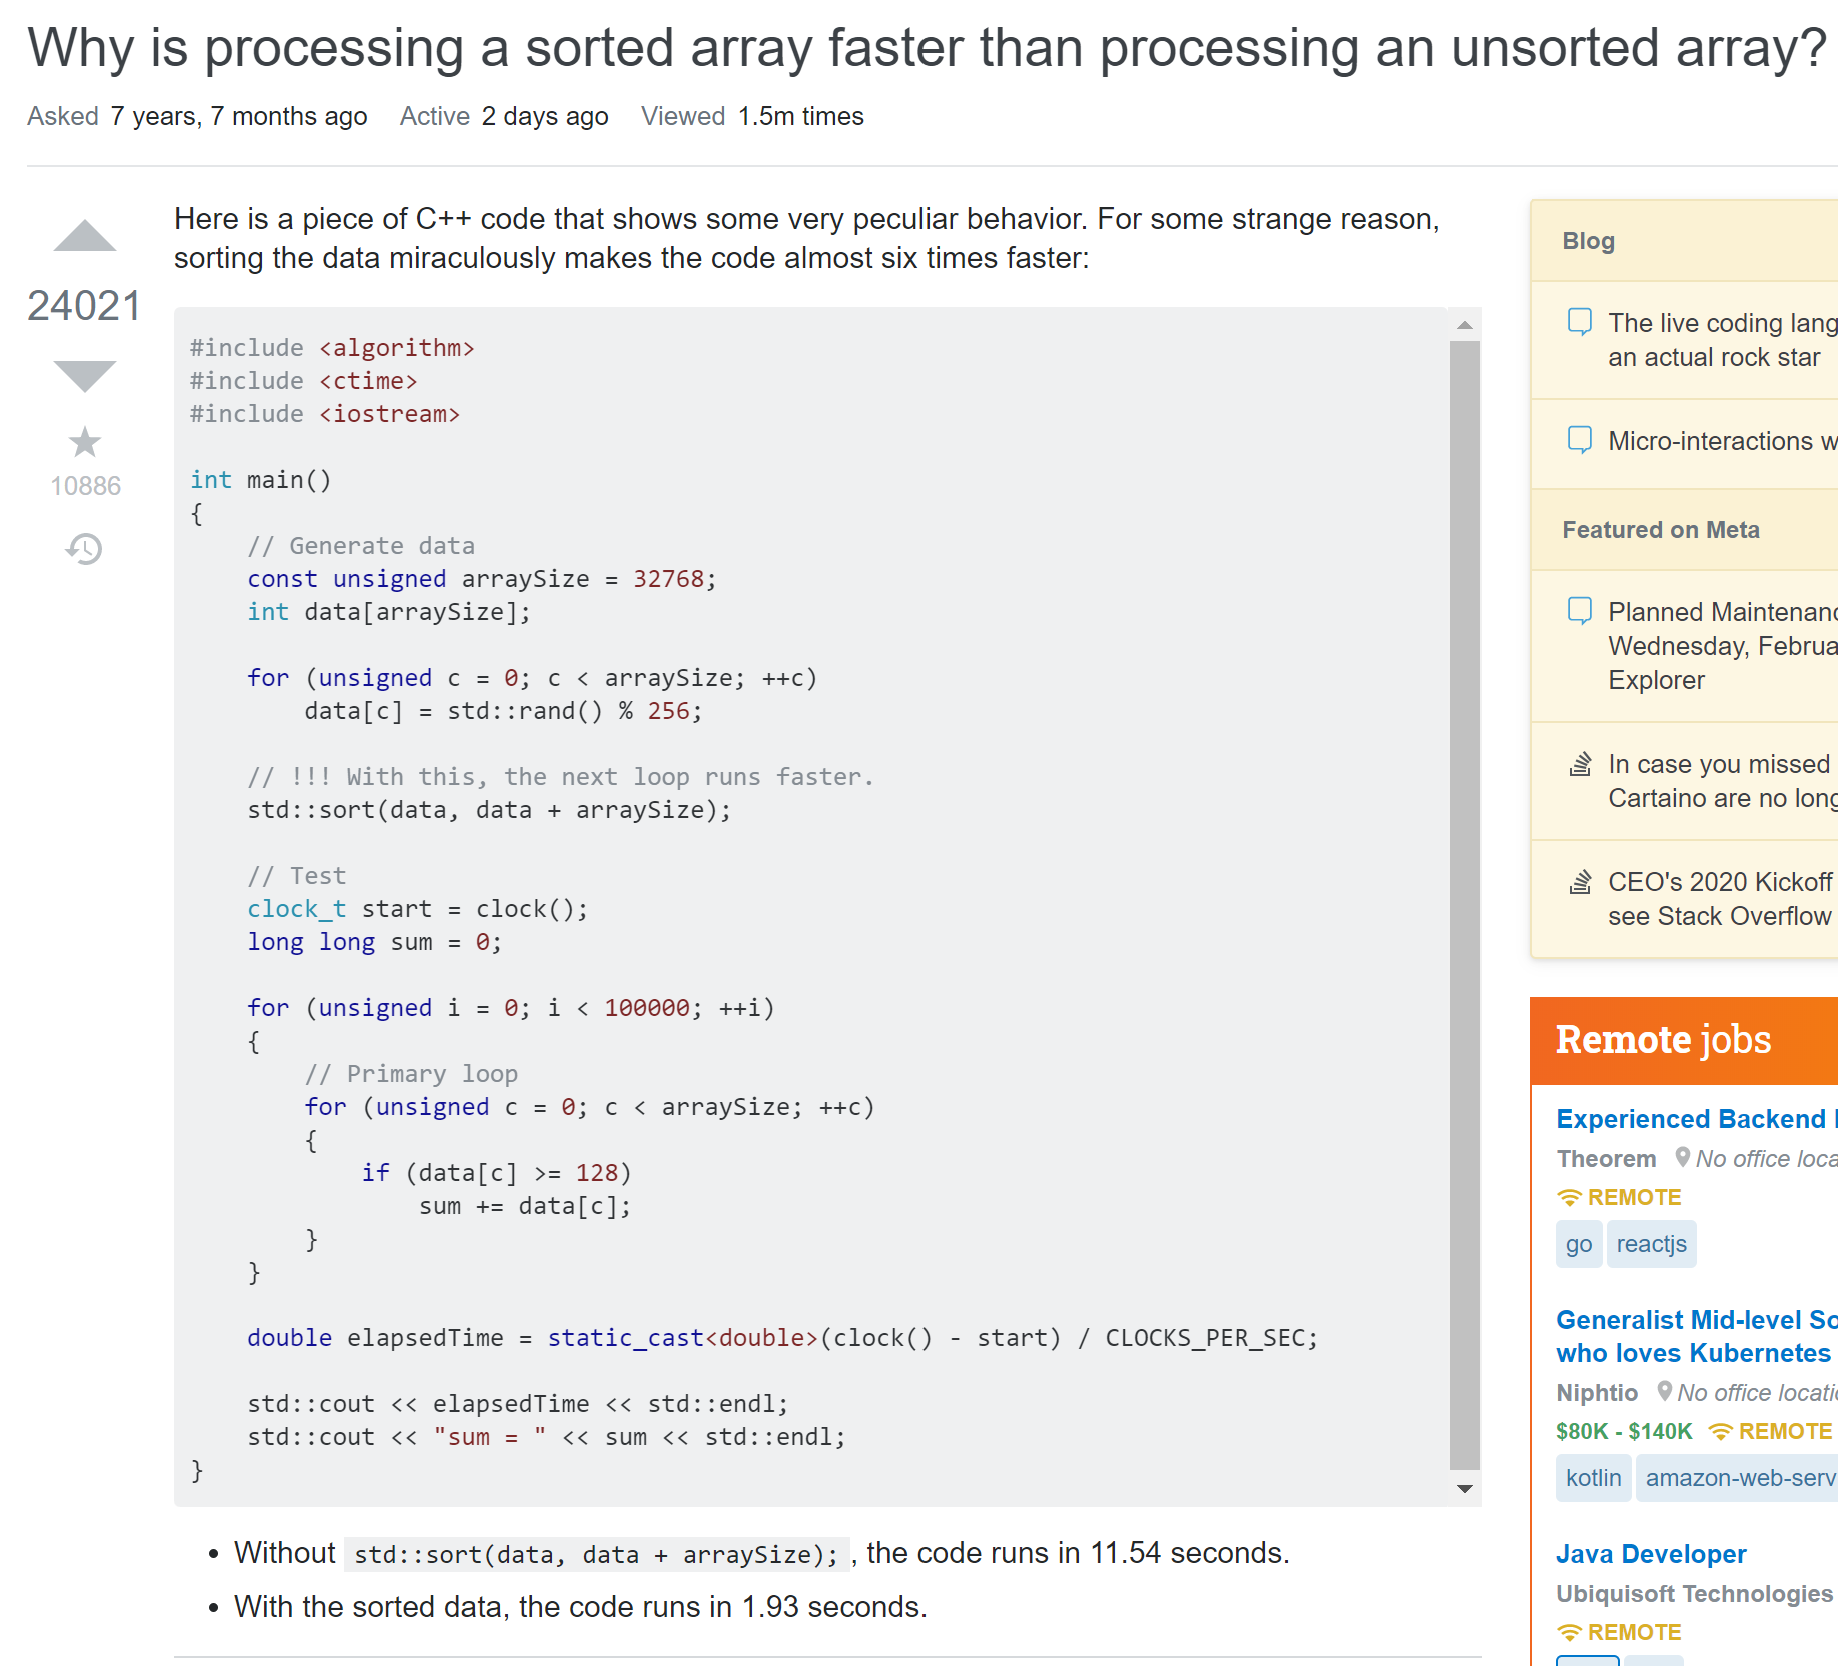 Why is processing a sorted array faster than processing an unsorted array?
Asked 7 years, 7 months ago Active 2 days ago Viewed 1.5m times
24021
10886
Here is a piece of C++ code that shows some very peculiar behavior. For some strange reason,
sorting the data miraculously makes the code almost six times faster:
#include <algorithm>
#include <ctime>
#include <iostream>
int main()
{
    // Generate data
    const unsigned arraySize = 32768;
    int data[arraySize];
    for (unsigned c = 0; c < arraySize; ++c)
        data[c] = std::rand() % 256;
    // !!! With this, the next loop runs faster.
    std::sort(data, data + arraySize);
    // Test
    clock_t start = clock();
    long long sum = 0;
    for (unsigned i = 0; i < 100000; ++i)
    {
        // Primary loop
        for (unsigned c = 0; c < arraySize; ++c)
        {
            if (data[c] >= 128)
                sum += data[c];
        }
    }
    double elapsedTime = static_cast<double>(clock() - start) / CLOCKS_PER_SEC;
    std::cout << elapsedTime << std::endl;
    std::cout << "sum = " << sum << std::endl;
}
• Without std::sort(data, data + arraySize); , the code runs in 11.54 seconds.
• With the sorted data, the code runs in 1.93 seconds.
Blog
The live coding lang
an actual rock star
Micro-interactions w
Featured on Meta
Planned Maintenanc
Wednesday, Februa
Explorer
In case you missed
Cartaino are no long
CEO's 2020 Kickoff
see Stack Overflow
Remote jobs
Experienced Backend
Theorem No office loca
REMOTE
go reactjs
Generalist Mid-level So
who loves Kubernetes
Niphtio No office locatio
$80K - $140K REMOTE
kotlin amazon-web-serv
Java Developer
Ubiquisoft Technologies
REMOTE